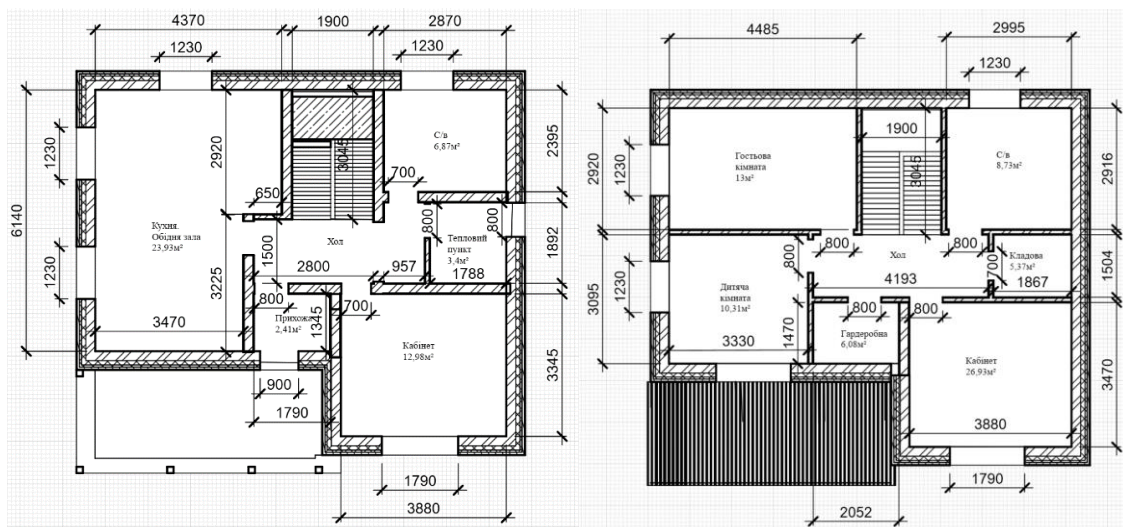 4370
1900
2870
1230
1230
6140
1230
1230
2920
3045
С/в
6,87м²
2395
650
700
Кухня.
Обідня зала
23,93м²
Хол
800
Тепловий
пункт
3,4м²
800
1892
1500
2800
957
1788
3225
800
700
Прихожа
2,41м²
1345
Кабінет
12,98м²
3345
3470
900
1790
1790
3880
4485
2995
1230
2920
1230
1900
3045
Гостьова
кімната
13м²
С/в
8,73м²
2916
800
800
800
Хол
Кладова
5,37м²
700
1504
4193
1867
3095
1230
Дитяча
кімната
10,31м²
800
800
3330
1470
Гардеробна
6,08м²
Кабінет
26,93м²
3470
3880
1790
2052